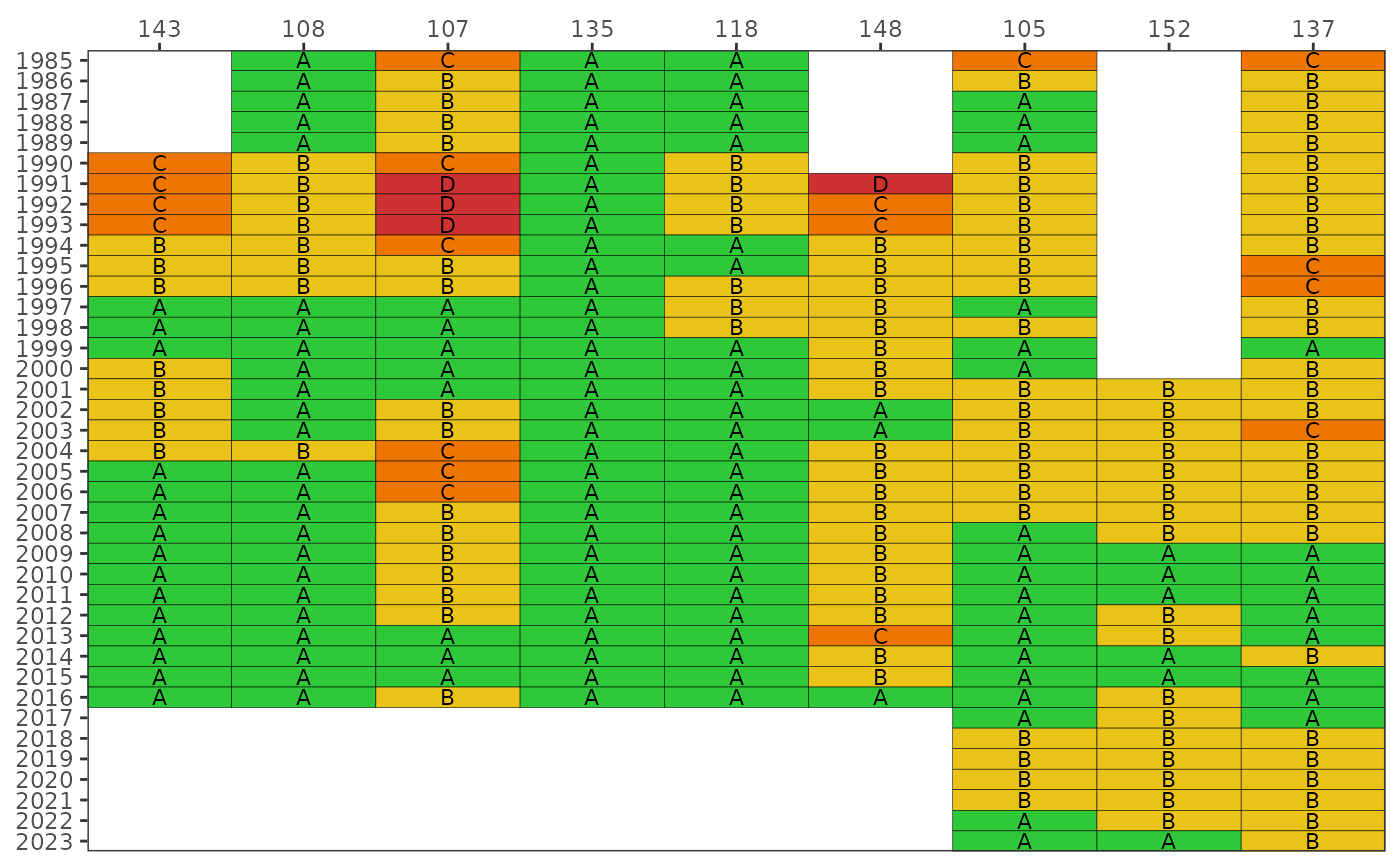 143 108 107 135 118 148 105 152 137
1985 A C A A C C
1986 A B A A B B
1987 A B A A A B
1988 A B A A A B
1989 A B A A A B
1990 C B C A B B B
1991 C B D A B D B B
1992 C B D A B C B B
1993 C B D A B C B B
1994 B B C A A B B B
1995 B B B A A B B C
1996 B B B A B B B C
1997 A A A A B B A B
1998 A A A A B B B B
1999 A A A A A B A A
2000 B A A A A B A B
2001 B A A A A B B B B
2002 B A B A A A B B B
2003 B A B A A A B B C
2004 B B C A A B B B B
2005 A A C A A B B B B
2006 A A C A A B B B B
2007 A A B A A B B B B
2008 A A B A A B A B B
2009 A A B A A B A A A
2010 A A B A A B A A A
2011 A A B A A B A A A
2012 A A B A A B A B A
2013 A A A A A C A B A
2014 A A A A A B A A B
2015 A A A A A B A A A
2016 A A B A A A A B A
2017 A B A
2018 B B B
2019 B B B
2020 B B B
2021 B B B
2022 A B B
2023 A A B